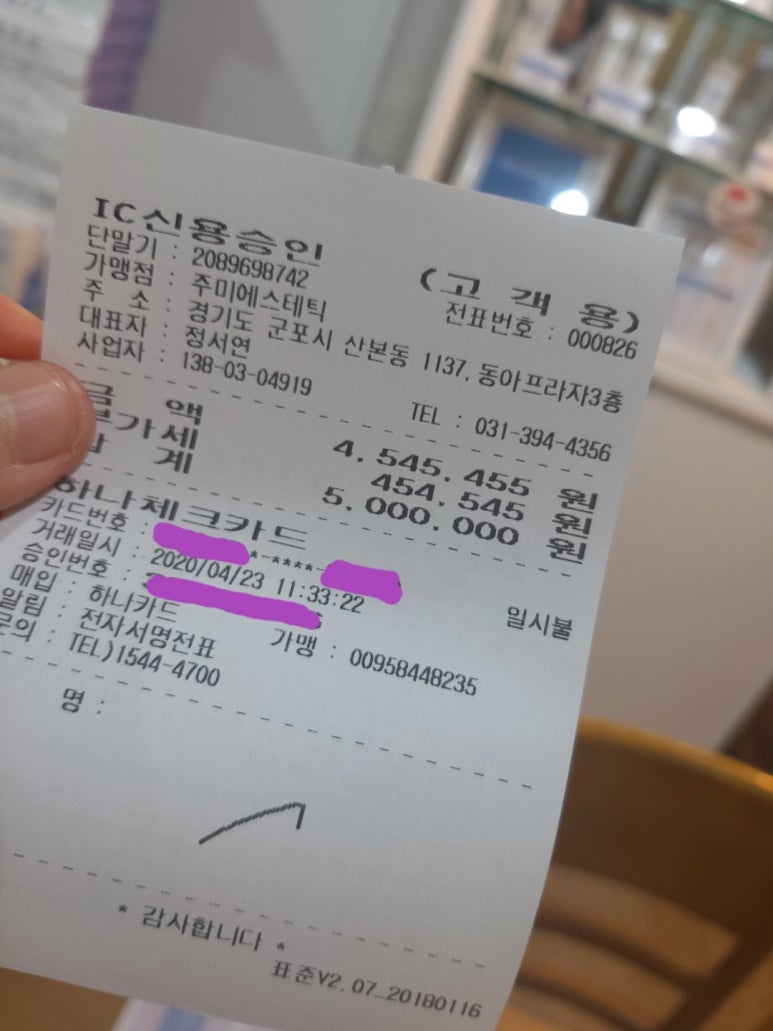 IC신용승인
(고 객 용)
단말기 : 2089698742
전표번호 : 000826
가맹점 : 주미에스테틱
주 소 : 경기도 군포시 산본동 1137, 동아프라자3층
대표자 : 정서연
사업자 : 138-03-04919
TEL : 031-394-4356
금 액 4.545.455 원
부가세 454.545 원
합 계 5.000.000 원
하나체크카드
카드번호 : *-****-
거래일시 : 2020/04/23 11:33:22
일시불
승인번호 :
매입 : 하나카드
가맹 : 00958448235
알림 : 전자서명전표
문의 : TEL)1544-4700
명 :
* 감사합니다 *
표준V2.07_20180116